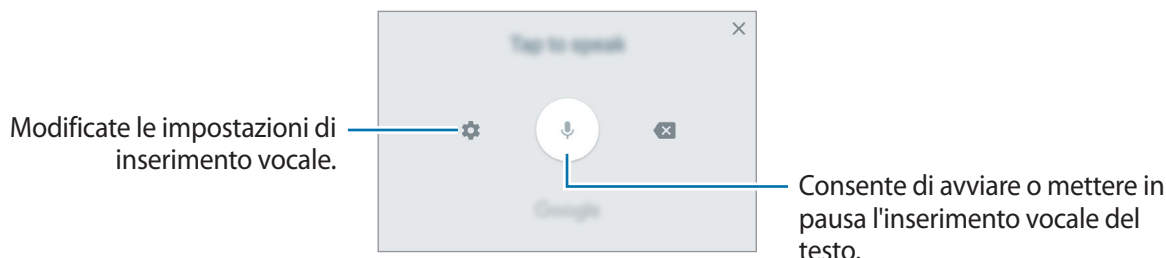 Tap to speak
Modificate le impostazioni di
inserimento vocale.
Google
Consente di avviare o mettere in
pausa l'inserimento vocale del
testo.